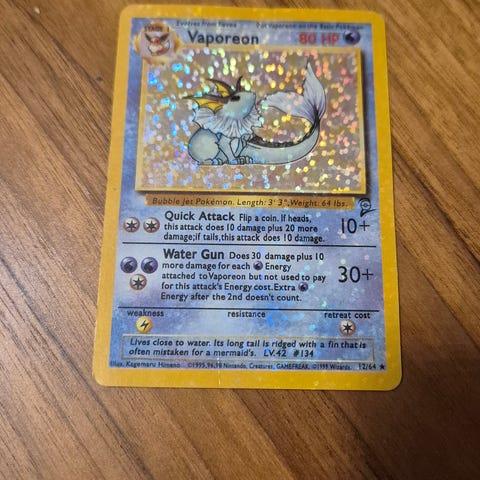 Evolves from Eevee Put Vaporeon on the Basic Pokémon
STAGE 1
Vaporeon 80 HP
Bubble Jet Pokémon. Length: 3' 3", Weight: 64 lbs.
2
Quick Attack Flip a coin. If heads,
this attack does 10 damage plus 20 more
damage;if tails,this attack does 10 damage.
10+
Water Gun Does 30 damage plus 10
more damage for each Energy
attached to Vaporeon but not used to pay
for this attack's Energy cost.Extra
Energy after the 2nd doesn't count.
30+
weakness resistance retreat cost
Lives close to water. Its long tail is ridged with a fin that is
often mistaken for a mermaid's. LV.42 #134
Illus. Kagemaru Himeno ©1995,96,98 Nintendo, Creatures, GAMEFREAK. ©1999 Wizards. 12/64 ★